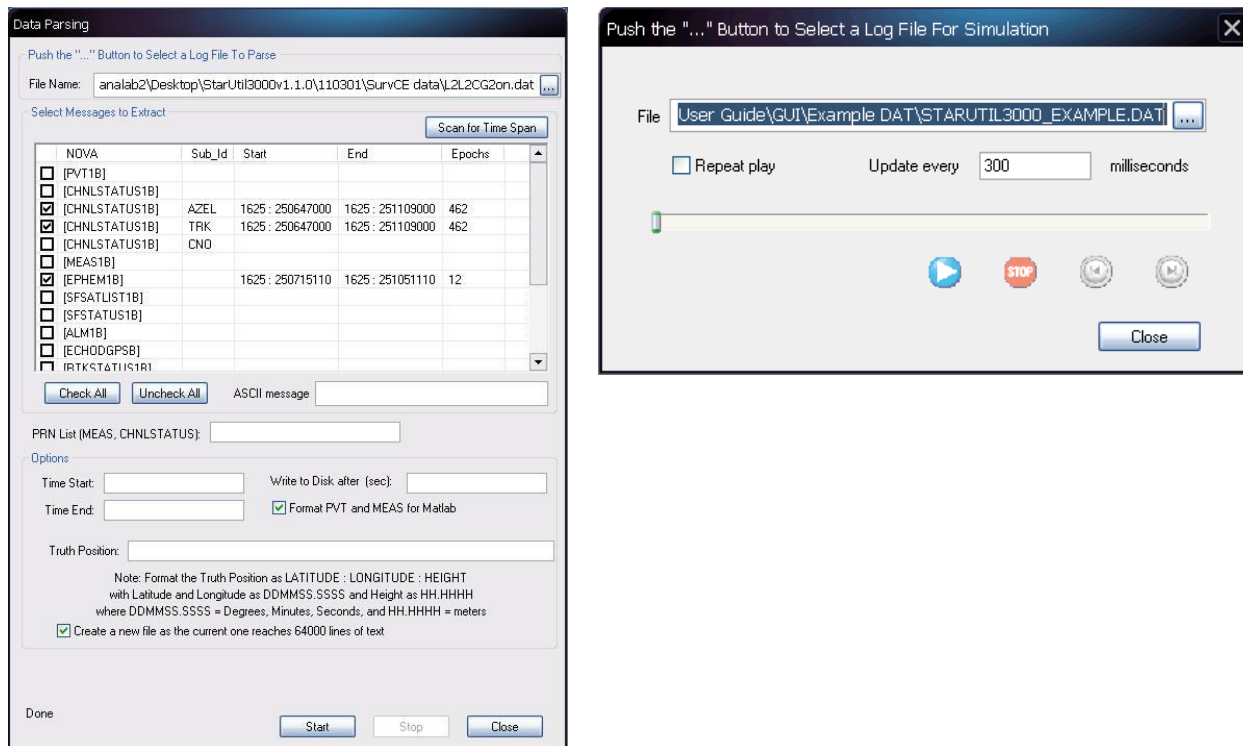 Data Parsing
Push the "..." Button to Select a Log File To Parse
File Name: analab2\Desktop\StarUtil3000v1.1.0\110301\SurvCE data\L2L2CG2on.dat ...
Select Messages to Extract
Scan for Time Span
NOVA Sub_Id Start End Epochs
[PVT1B]
[CHNLSTATUS1B]
[CHNLSTATUS1B] AZEL 1625 : 250647000 1625 : 251109000 462
[CHNLSTATUS1B] TRK 1625 : 250647000 1625 : 251109000 462
[CHNLSTATUS1B] CNO
[MEAS1B]
[EPHEM1B] 1625 : 250715110 1625 : 251051110 12
[SFSATLIST1B]
[SFSTATUS1B]
[ALM1B]
[ECHODGPSB]
[RTKSTATUS1B]
Check All Uncheck All ASCII message
PRN List (MEAS, CHNLSTATUS):
Options
Time Start: Write to Disk after (sec):
Time End: Format PVT and MEAS for Matlab
Truth Position:
Note: Format the Truth Position as LATITUDE : LONGITUDE : HEIGHT
with Latitude and Longitude as DDMMSS.SSSS and Height as HH.HHHH
where DDMMSS.SSSS = Degrees, Minutes, Seconds, and HH.HHHH = meters
Create a new file as the current one reaches 64000 lines of text
Done
Start Stop Close
Push the "..." Button to Select a Log File For Simulation
File User Guide\GUI\Example DAT\STARUTIL3000_EXAMPLE.DAT ...
Repeat play Update every 300 milliseconds
STOP
Close